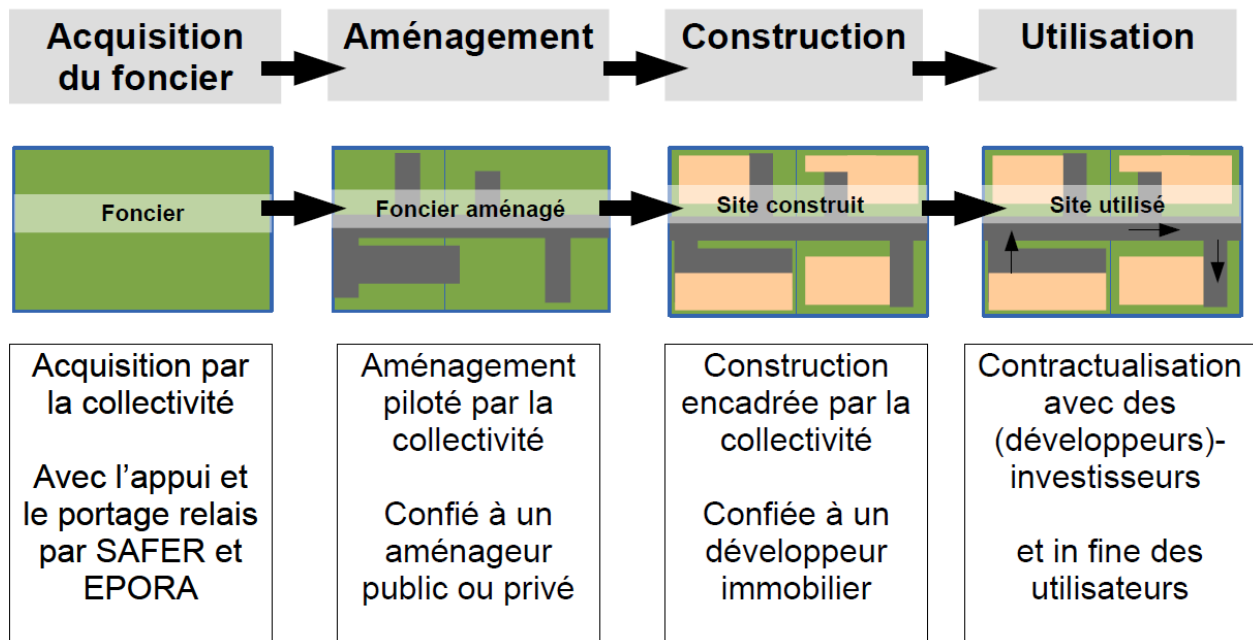 Acquisition
du foncier
Aménagement
Construction
Utilisation
Foncier
Foncier aménagé
Site construit
Site utilisé
Acquisition par
la collectivité
Avec l’appui et
le portage relais
par SAFER et
EPORA
Aménagement
piloté par la
collectivité
Confié à un
aménageur
public ou privé
Construction
encadrée par la
collectivité
Confiée à un
développeur
immobilier
Contractualisation
avec des
(développeurs)-
investisseurs
et in fine des
utilisateurs